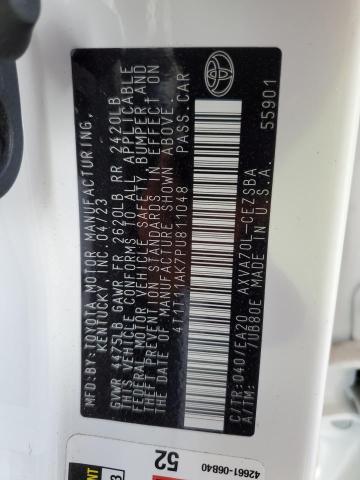 MFD.BY:TOYOTA MOTOR MANUFACTURING,
KENTUCKY, INC. 04/23
GVWR 4475LB GAWR-FR 2620LB RR 2420LB
THIS VEHICLE CONFORMS TO ALL APPLICABLE
FEDERAL MOTOR VEHICLE SAFETY, BUMPER AND
THEFT PREVENTION STANDARDS IN EFFECT ON
THE DATE OF MANUFACTURE SHOWN ABOVE.
4T1T11AK7PU811048 PASS. CAR
C/TR:040/EA20 AXVA70L-CEZSBA
A/TM: /UB80E MADE IN U.S.A.
55901
52
42661-06B40